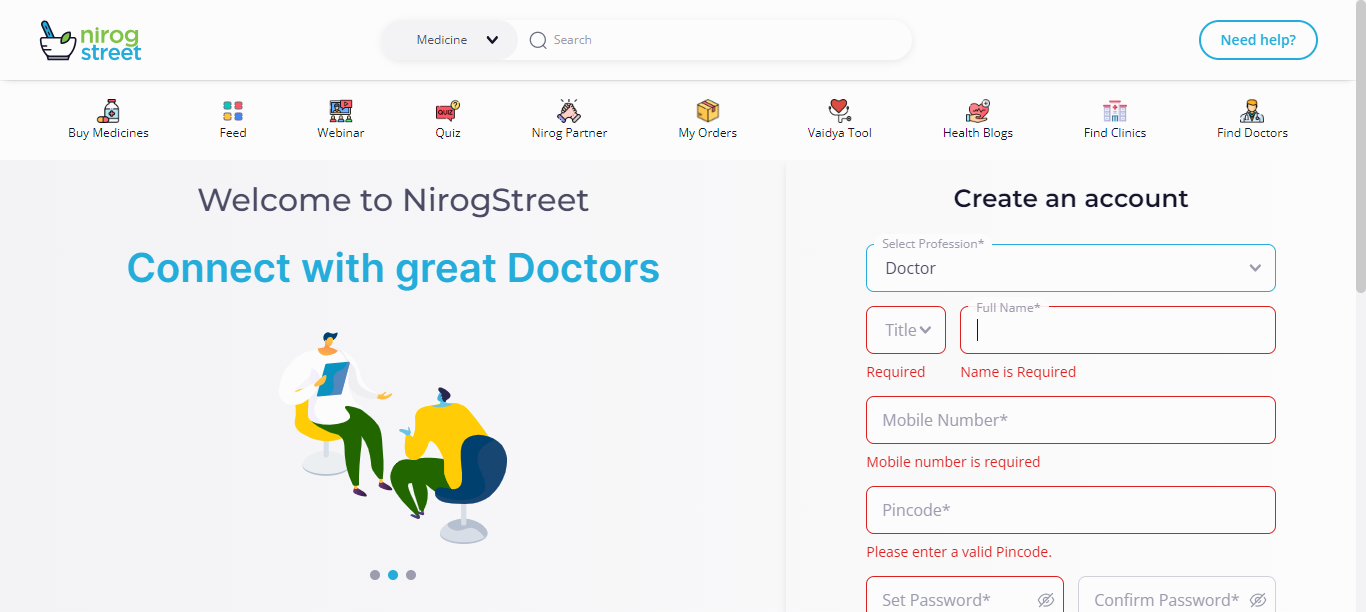 nirog
street
Medicine
Search
Need help?
Buy Medicines
Feed
Webinar
QUIZ
?
Quiz
Nirog Partner
My Orders
Vaidya Tool
Health Blogs
Find Clinics
Find Doctors
Welcome to NirogStreet
Connect with great Doctors
Create an account
Select Profession*
Doctor
Title
Full Name*
Required
Name is Required
Mobile Number*
Mobile number is required
Pincode*
Please enter a valid Pincode.
Set Password*
Confirm Password*